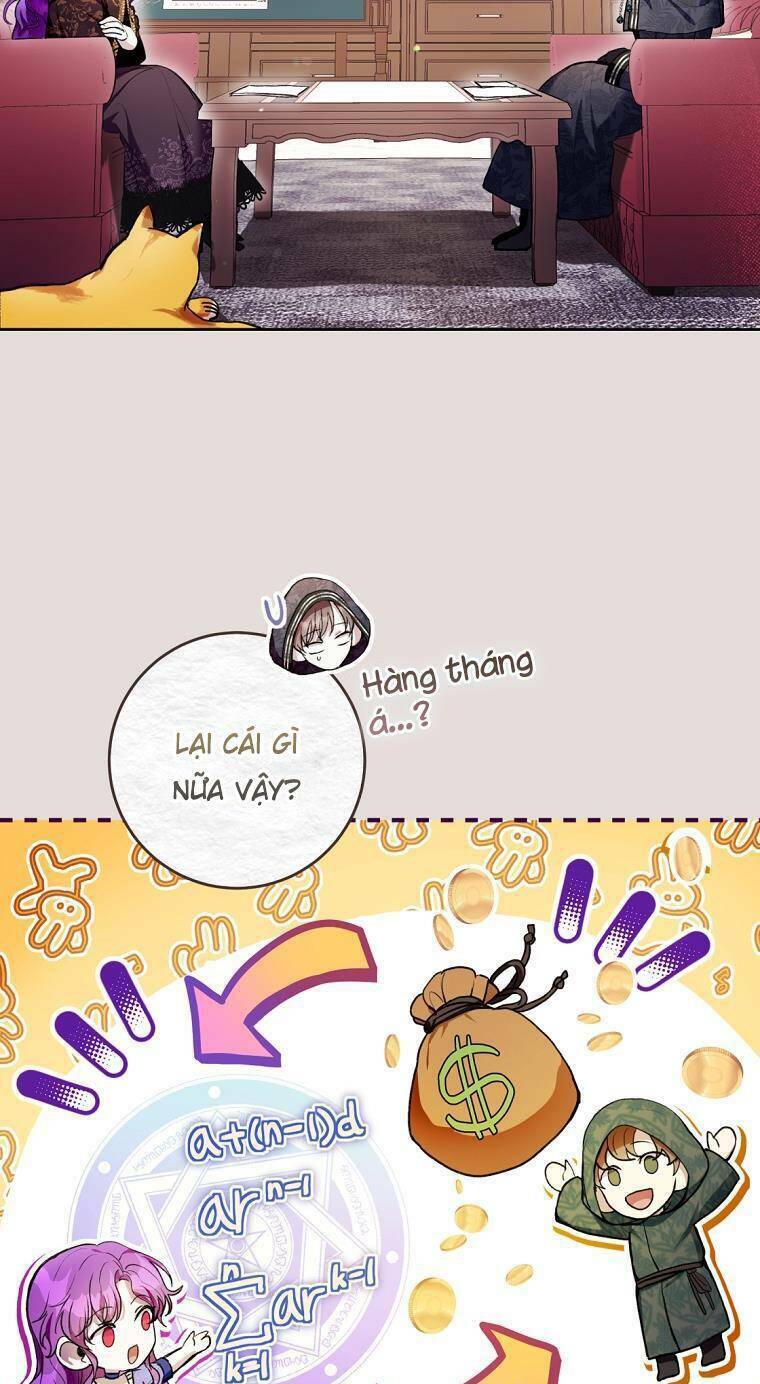 Hàng tháng
á...?
LẠI CÁI GÌ
NỮA VẬY?
$
a+(n-1)d
ar^n-1
n
∑ar^k-1
k=1